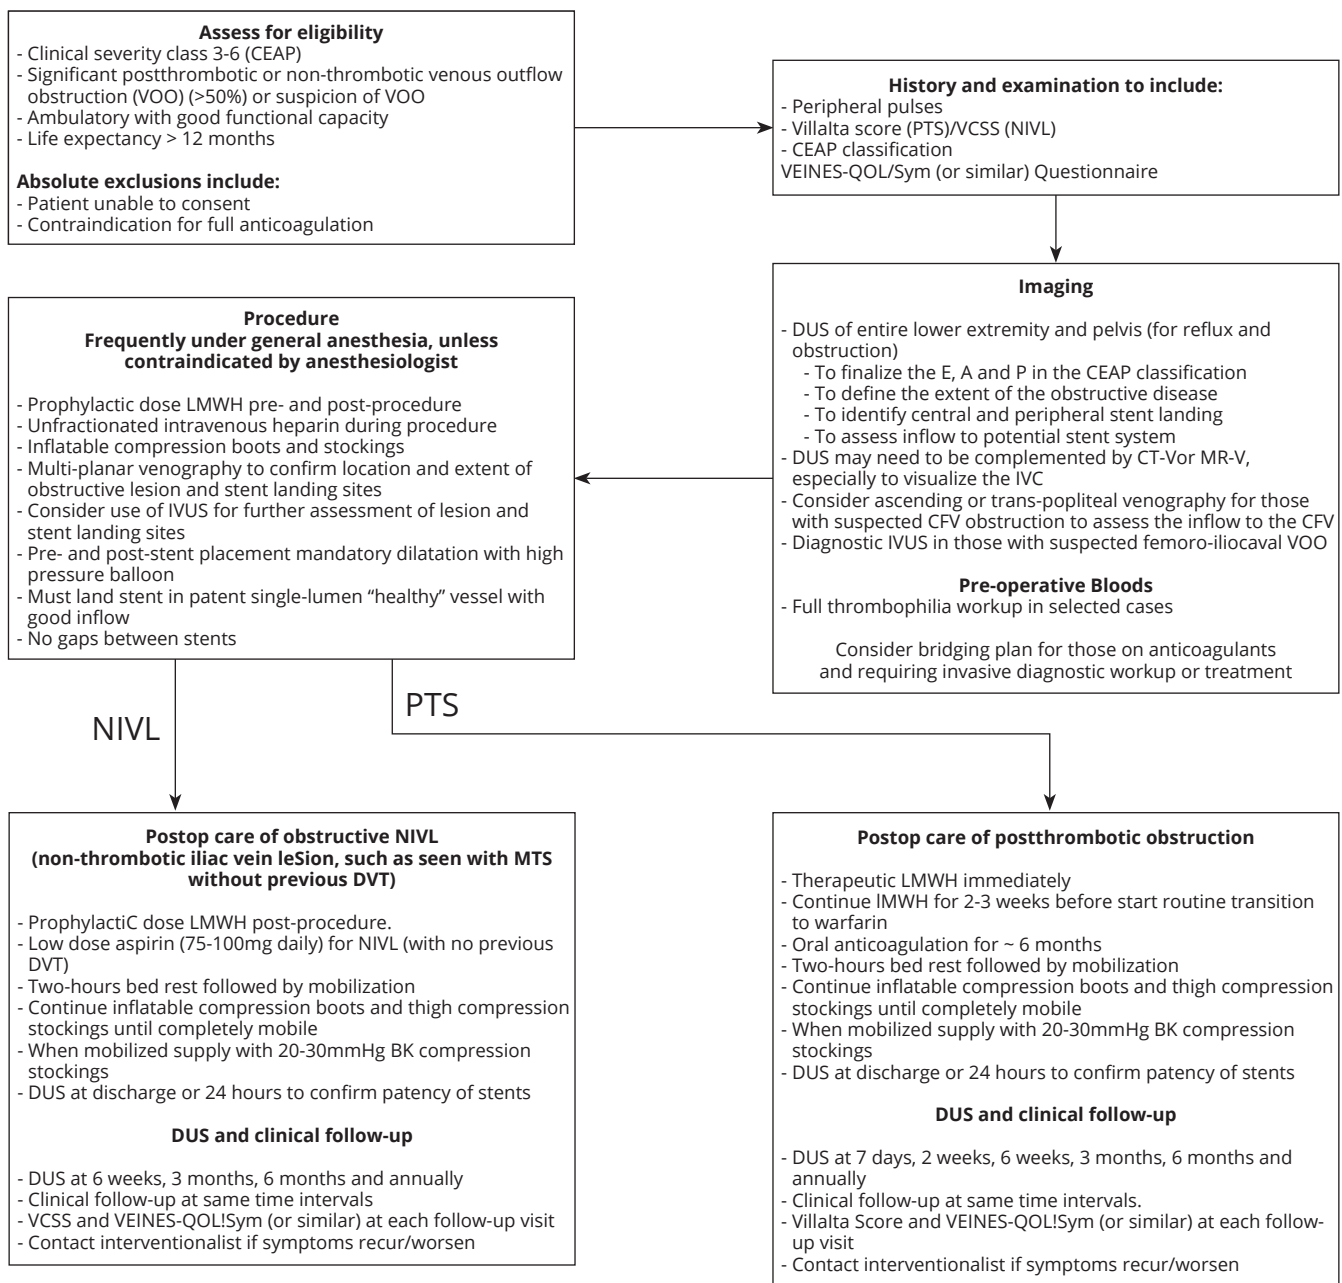 Assess for eligibility
- Clinical severity class 3-6 (CEAP)
- Significant postthrombotic or non-thrombotic venous outflow
obstruction (VOO) (>50%) or suspicion of VOO
- Ambulatory with good functional capacity
- Life expectancy > 12 months
Absolute exclusions include:
- Patient unable to consent
- Contraindication for full anticoagulation
History and examination to include:
- Peripheral pulses
- Villalta score (PTS)/VCSS (NIVL)
- CEAP classification
VEINES-QOL/Sym (or similar) Questionnaire
Imaging
- DUS of entire lower extremity and pelvis (for reflux and
obstruction)
- To finalize the E, A and P in the CEAP classification
- To define the extent of the obstructive disease
- To identify central and peripheral stent landing
- To assess inflow to potential stent system
- DUS may need to be complemented by CT-Vor MR-V,
especially to visualize the IVC
- Consider ascending or trans-popliteal venography for those
with suspected CFV obstruction to assess the inflow to the CFV
- Diagnostic IVUS in those with suspected femoro-iliocaval VOO
Pre-operative Bloods
- Full thrombophilia workup in selected cases
Consider bridging plan for those on anticoagulants
and requiring invasive diagnostic workup or treatment
Procedure
Frequently under general anesthesia, unless
contraindicated by anesthesiologist
- Prophylactic dose LMWH pre- and post-procedure
- Unfractionated intravenous heparin during procedure
- Inflatable compression boots and stockings
- Multi-planar venography to confirm location and extent of
obstructive lesion and stent landing sites
- Consider use of IVUS for further assessment of lesion and
stent landing sites
- Pre- and post-stent placement mandatory dilatation with high
pressure balloon
- Must land stent in patent single-lumen “healthy” vessel with
good inflow
- No gaps between stents
NIVL
PTS
Postop care of obstructive NIVL
(non-thrombotic iliac vein leSion, such as seen with MTS
without previous DVT)
- ProphylactiC dose LMWH post-procedure.
- Low dose aspirin (75-100mg daily) for NIVL (with no previous
DVT)
- Two-hours bed rest followed by mobilization
- Continue inflatable compression boots and thigh compression
stockings until completely mobile
- When mobilized supply with 20-30mmHg BK compression
stockings
- DUS at discharge or 24 hours to confirm patency of stents
DUS and clinical follow-up
- DUS at 6 weeks, 3 months, 6 months and annually
- Clinical follow-up at same time intervals
- VCSS and VEINES-QOL!Sym (or similar) at each follow-up visit
- Contact interventionalist if symptoms recur/worsen
Postop care of postthrombotic obstruction
- Therapeutic LMWH immediately
- Continue lMWH for 2-3 weeks before start routine transition
to warfarin
- Oral anticoagulation for ~ 6 months
- Two-hours bed rest followed by mobilization
- Continue inflatable compression boots and thigh compression
stockings until completely mobile
- When mobilized supply with 20-30mmHg BK compression
stockings
- DUS at discharge or 24 hours to confirm patency of stents
DUS and clinical follow-up
- DUS at 7 days, 2 weeks, 6 weeks, 3 months, 6 months and
annually
- Clinical follow-up at same time intervals.
- Villalta Score and VEINES-QOL!Sym (or similar) at each follow-
up visit
- Contact interventionalist if symptoms recur/worsen